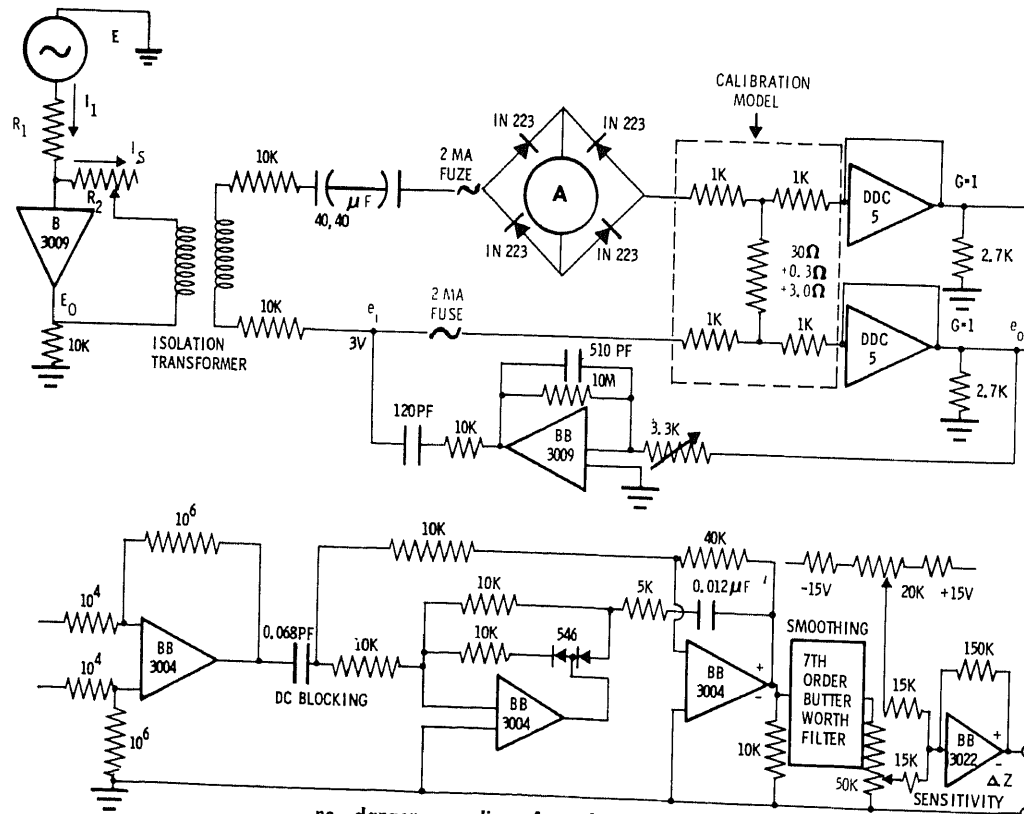 E
I1
R1
IS
R2
B
3009
E0
10K
ISOLATION
TRANSFORMER
10K
40,40
µF
2 MA
FUZE
IN 223
IN 223
A
IN 223
IN 223
CALIBRATION
MODEL
1K
1K
30Ω
+0.3Ω
+3.0Ω
1K
1K
DDC
5
G=1
2.7K
DDC
5
G=1
e0
2.7K
10K
e1
3V
2 MA
FUSE
510 PF
10M
120PF
10K
BB
3009
3.3K
10^6
10^4
10^4
BB
3004
10^6
0.068PF
DC BLOCKING
10K
10K
10K
10K
546
BB
3004
5K
40K
0.012µF
BB
3004
+
-
10K
-15V
20K
+15V
SMOOTHING
7TH
ORDER
BUTTER
WORTH
FILTER
50K
15K
15K
150K
BB
3022
+
-
ΔZ
SENSITIVITY